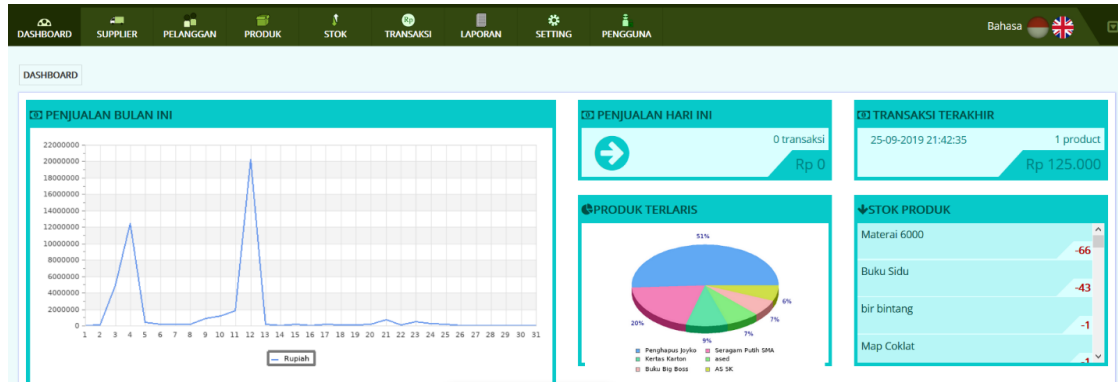 DASHBOARD SUPPLIER PELANGGAN PRODUK STOK TRANSAKSI LAPORAN SETTING PENGGUNA Bahasa
Rp
DASHBOARD
PENJUALAN BULAN INI
22000000
20000000
18000000
16000000
14000000
12000000
10000000
8000000
6000000
4000000
2000000
0
1 2 3 4 5 6 7 8 9 10 11 12 13 14 15 16 17 18 19 20 21 22 23 24 25 26 27 28 29 30 31
Rupiah
PENJUALAN HARI INI
0 transaksi
Rp 0
TRANSAKSI TERAKHIR
25-09-2019 21:42:35 1 product
Rp 125.000
PRODUK TERLARIS
51%
6%
7%
7%
9%
20%
Penghapus Joyko Seragam Putih SMA
Kertas Karton ased
Buku Big Boss AS SK
STOK PRODUK
Materai 6000
-66
Buku Sidu
-43
bir bintang
-1
Map Coklat
-1